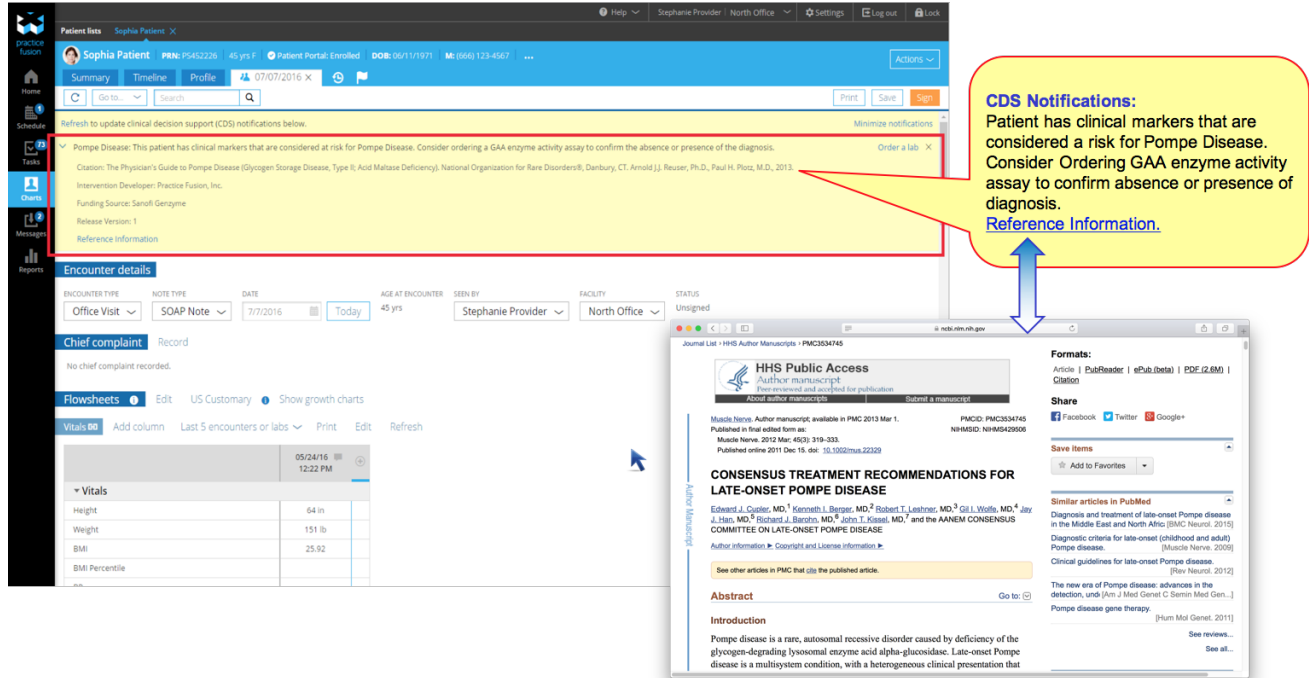 Help
Stephanie Provider | North Office
Settings
Log out
Lock
practice fusion
Patient lists
Sophia Patient X
Home
Schedule 1
Tasks 73
Charts
Messages 2
Reports
Sophia Patient PRN: PS452226 45 yrs F Patient Portal: Enrolled DOB: 06/11/1971 M: (666) 123-4567 ...
Actions
Summary Timeline Profile 07/07/2016 ×
Go to... Search
Print Save Sign
Refresh to update clinical decision support (CDS) notifications below.
Minimize notifications
Pompe Disease: This patient has clinical markers that are considered at risk for Pompe Disease. Consider ordering a GAA enzyme activity assay to confirm the absence or presence of the diagnosis.
Order a lab ×
Citation: The Physician's Guide to Pompe Disease (Glycogen Storage Disease, Type II; Acid Maltase Deficiency), National Organization for Rare Disorders®, Danbury, CT. Arnold J.J. Reuser, Ph.D., Paul H. Plotz, M.D., 2013.
Intervention Developer: Practice Fusion, Inc.
Funding Source: Sanofi Genzyme
Release Version: 1
Reference Information
Encounter details
ENCOUNTER TYPE NOTE TYPE DATE AGE AT ENCOUNTER SEEN BY FACILITY STATUS
Office Visit SOAP Note 7/7/2016 Today 45 yrs Stephanie Provider North Office Unsigned
Chief complaint Record
No chief complaint recorded.
Flowsheets Edit US Customary Show growth charts
Vitals Add column Last 5 encounters or labs Print Edit Refresh
05/24/16
12:22 PM
Vitals
Height 64 in
Weight 151 lb
BMI 25.92
BMI Percentile
CDS Notifications:
Patient has clinical markers that are
considered a risk for Pompe Disease.
Consider Ordering GAA enzyme activity
assay to confirm absence or presence of
diagnosis.
Reference Information.
ncbi.nlm.nih.gov
Journal List > HHS Author Manuscripts > PMC3534745
HHS Public Access
Author manuscript
Peer-reviewed and accepted for publication
About author manuscripts Submit a manuscript
Muscle Nerve. Author manuscript; available in PMC 2013 Mar 1.
Published in final edited form as:
Muscle Nerve. 2012 Mar; 45(3): 319–333.
Published online 2011 Dec 15. doi: 10.1002/mus.22329
PMCID: PMC3534745
NIHMSID: NIHMS429506
CONSENSUS TREATMENT RECOMMENDATIONS FOR
LATE-ONSET POMPE DISEASE
Edward J. Cupler, MD,1 Kenneth I. Berger, MD,2 Robert T. Leshner, MD,3 Gil I. Wolfe, MD,4 Jay
J. Han, MD,5 Richard J. Barohn, MD,6 John T. Kissel, MD,7 and the AANEM CONSENSUS
COMMITTEE ON LATE-ONSET POMPE DISEASE
Author information ► Copyright and License information ►
See other articles in PMC that cite the published article.
Abstract Go to:
Introduction
Pompe disease is a rare, autosomal recessive disorder caused by deficiency of the
glycogen-degrading lysosomal enzyme acid alpha-glucosidase. Late-onset Pompe
disease is a multisystem condition, with a heterogeneous clinical presentation that
Author Manuscript
Formats:
Article | PubReader | ePub (beta) | PDF (2.6M) |
Citation
Share
Facebook Twitter Google+
Save items
Add to Favorites
Similar articles in PubMed
Diagnosis and treatment of late-onset Pompe disease
in the Middle East and North Afric [BMC Neurol. 2015]
Diagnostic criteria for late-onset (childhood and adult)
Pompe disease. [Muscle Nerve. 2009]
Clinical guidelines for late-onset Pompe disease.
[Rev Neurol. 2012]
The new era of Pompe disease: advances in the
detection, und [Am J Med Genet C Semin Med Gen...]
Pompe disease gene therapy.
[Hum Mol Genet. 2011]
See reviews...
See all...